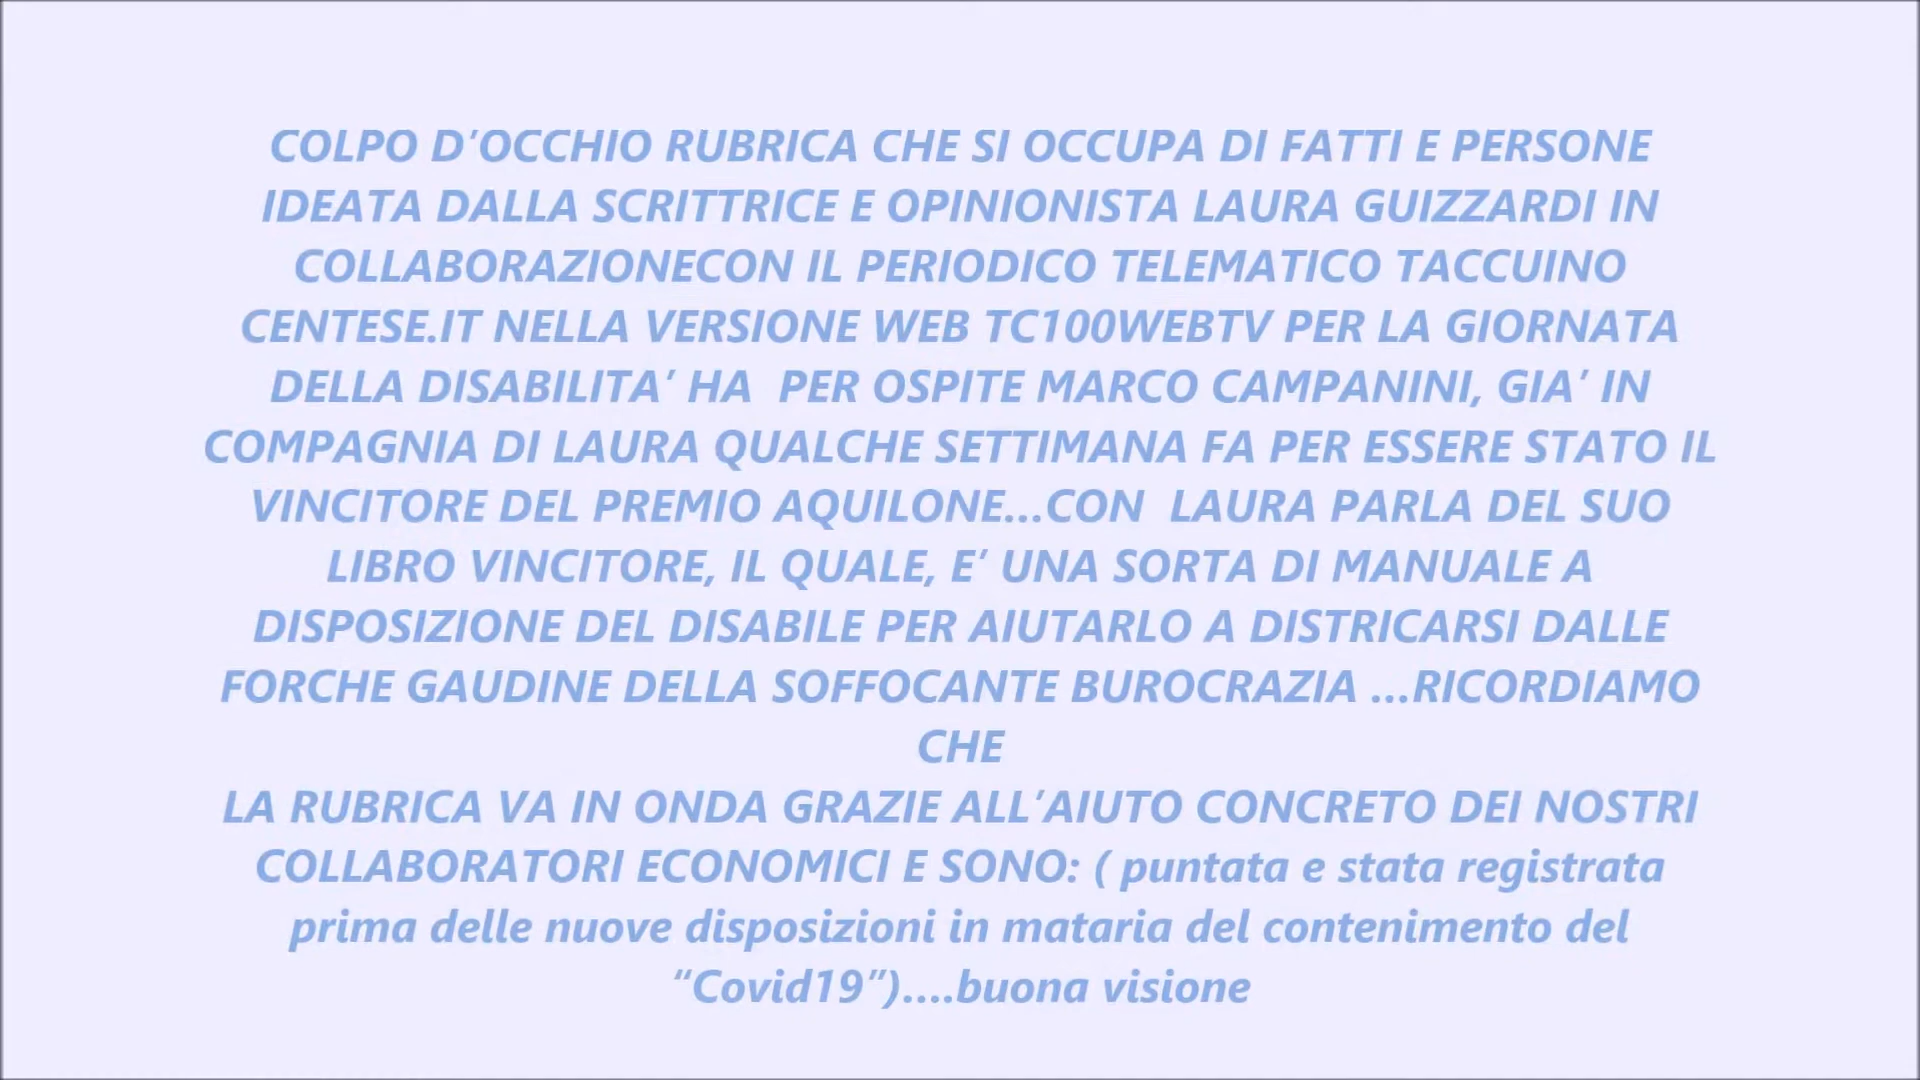 COLPO D’OCCHIO RUBRICA CHE SI OCCUPA DI FATTI E PERSONE
IDEATA DALLA SCRITTRICE E OPINIONISTA LAURA GUIZZARDI IN
COLLABORAZIONECON IL PERIODICO TELEMATICO TACCUINO
CENTESE.IT NELLA VERSIONE WEB TC100WEBTV PER LA GIORNATA
DELLA DISABILITA’ HA  PER OSPITE MARCO CAMPANINI, GIA’ IN
COMPAGNIA DI LAURA QUALCHE SETTIMANA FA PER ESSERE STATO IL
VINCITORE DEL PREMIO AQUILONE...CON  LAURA PARLA DEL SUO
LIBRO VINCITORE, IL QUALE, E’ UNA SORTA DI MANUALE A
DISPOSIZIONE DEL DISABILE PER AIUTARLO A DISTRICARSI DALLE
FORCHE GAUDINE DELLA SOFFOCANTE BUROCRAZIA ...RICORDIAMO
CHE
LA RUBRICA VA IN ONDA GRAZIE ALL’AIUTO CONCRETO DEI NOSTRI
COLLABORATORI ECONOMICI E SONO: ( puntata e stata registrata
prima delle nuove disposizioni in mataria del contenimento del
“Covid19”)....buona visione